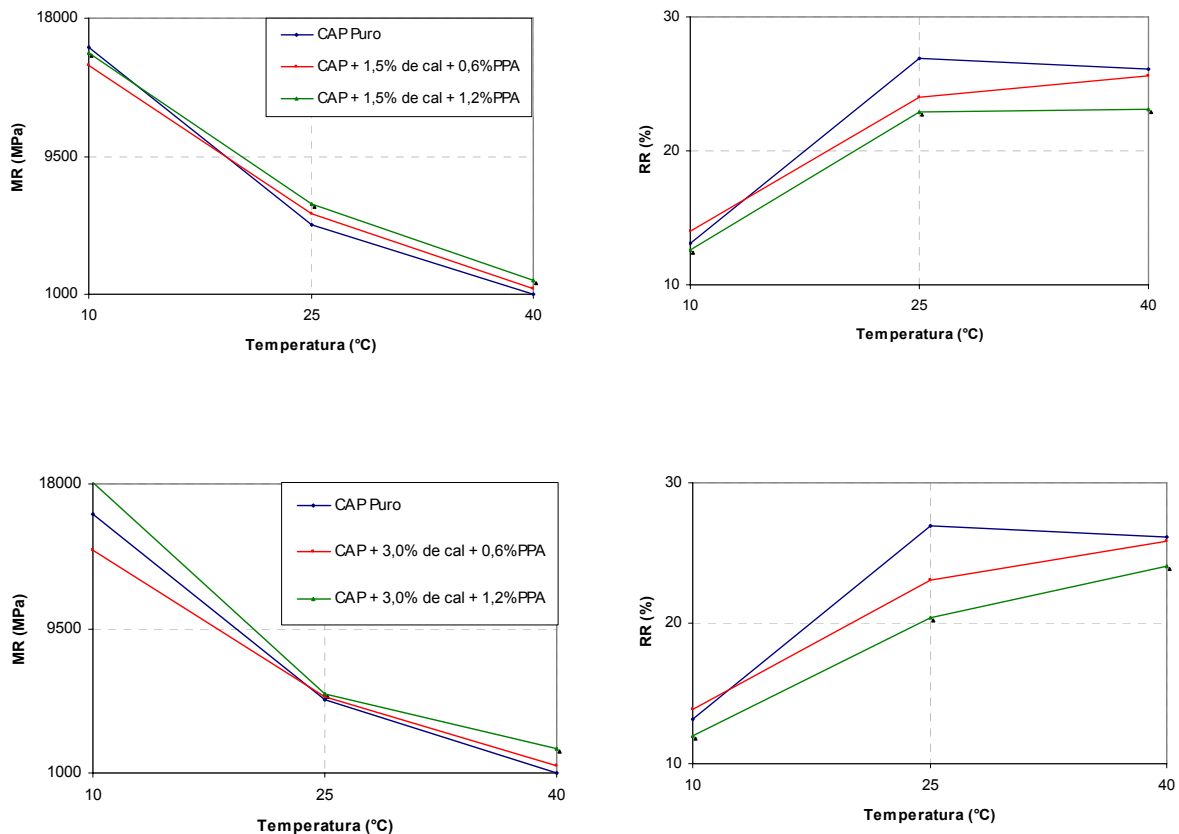 18000
9500
1000
MR (MPa)
CAP Puro
CAP + 1,5% de cal + 0,6%PPA
CAP + 1,5% de cal + 1,2%PPA
10 25 40
Temperatura (°C)
30
20
10
RR (%)
10 25 40
Temperatura (°C)
18000
9500
1000
MR (MPa)
CAP Puro
CAP + 3,0% de cal + 0,6%PPA
CAP + 3,0% de cal + 1,2%PPA
10 25 40
Temperatura (°C)
30
20
10
RR (%)
10 25 40
Temperatura (°C)